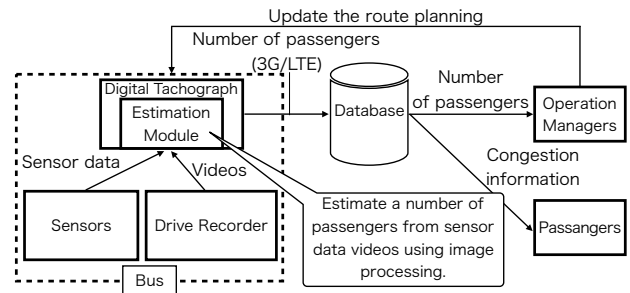 Update the route planning
Number of passengers
(3G/LTE)
Digital Tachograph
Estimation
Module
Database
Number
of passengers
Operation
Managers
Sensor data
Videos
Congestion
information
Sensors
Drive Recorder
Estimate a number of
passengers from sensor
data videos using image
processing.
Passangers
Bus